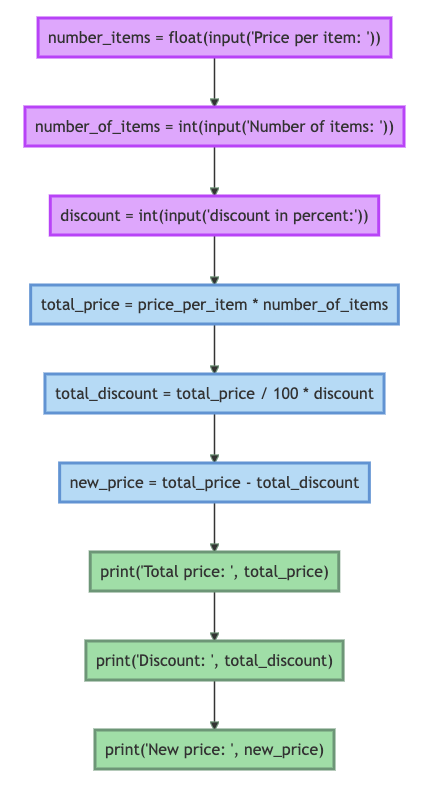 number_items = float(input('Price per item: '))
number_of_items = int(input('Number of items: '))
discount = int(input('discount in percent:'))
total_price = price_per_item * number_of_items
total_discount = total_price / 100 * discount
new_price = total_price - total_discount
print('Total price: ', total_price)
print('Discount: ', total_discount)
print('New price: ', new_price)